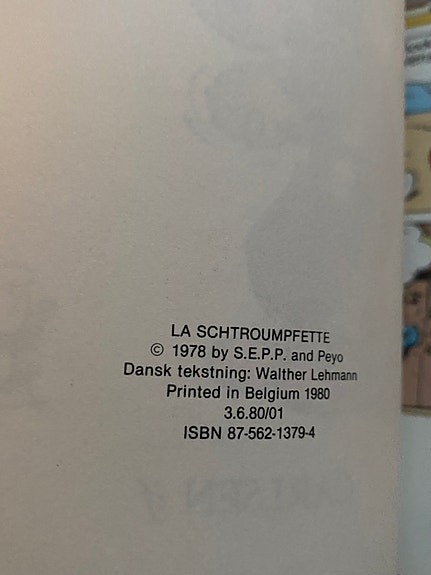 LA SCHTROUMPFETTE
© 1978 by S.E.P.P. and Peyo
Dansk tekstning: Walther Lehmann
Printed in Belgium 1980
3.6.80/01
ISBN 87-562-1379-4